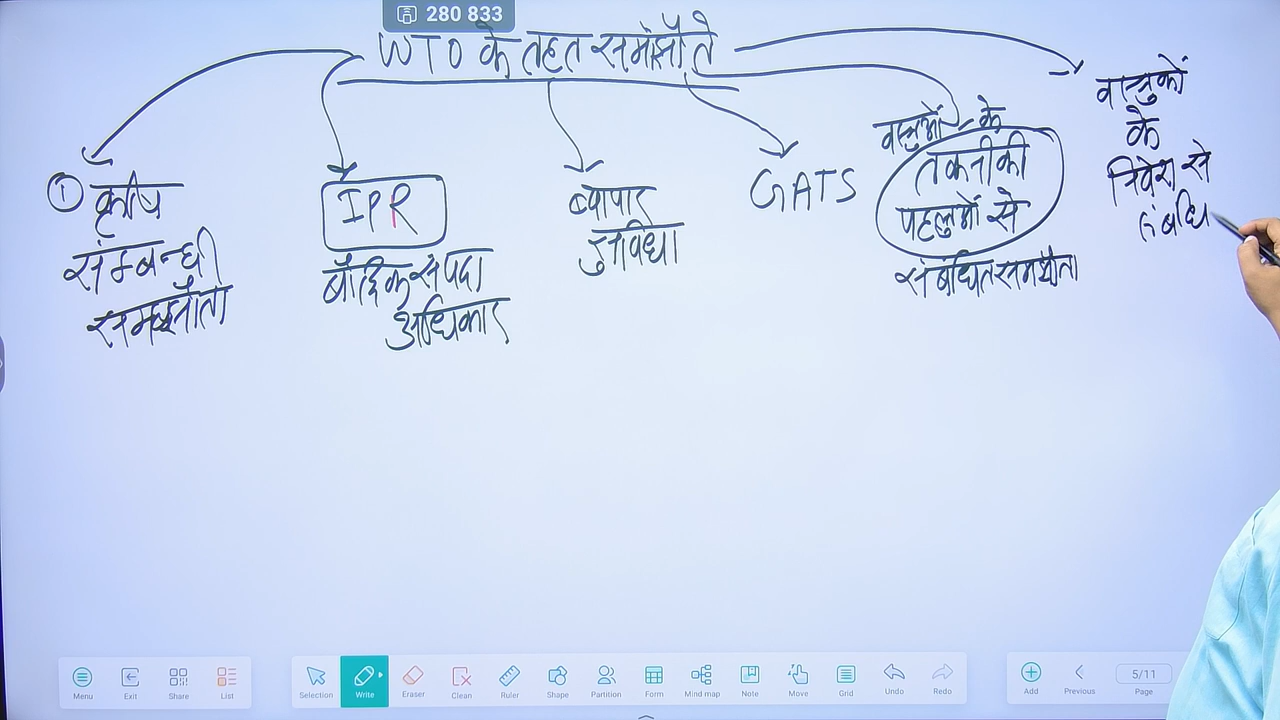 280 833
WTO के तहत समझौते
① कृषि
सम्बन्धी
समझौता
IPR
बौद्धिक संपदा
अधिकार
व्यापार
सुविधा
GATS
वस्तुओं के
तकनीकी
पहलुओं से
संबंधित समझौता
वास्तुकों
के
निवेश से
संबंधि
Menu
Exit
Share
List
Selection
Write
Eraser
Clean
Ruler
Shape
Partition
Form
Mind map
Note
Move
Grid
Undo
Redo
Add
Previous
5/11
Page